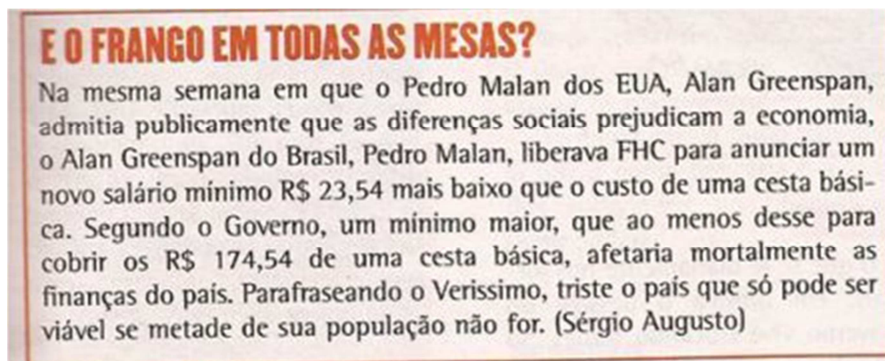 E O FRANGO EM TODAS AS MESAS?
Na mesma semana em que o Pedro Malan dos EUA, Alan Greenspan,
admitia publicamente que as diferenças sociais prejudicam a economia,
o Alan Greenspan do Brasil, Pedro Malan, liberava FHC para anunciar um
novo salário mínimo R$ 23,54 mais baixo que o custo de uma cesta bási-
ca. Segundo o Governo, um mínimo maior, que ao menos desse para
cobrir os R$ 174,54 de uma cesta básica, afetaria mortalmente as
finanças do país. Parafraseando o Verissimo, triste o país que só pode ser
viável se metade de sua população não for. (Sérgio Augusto)